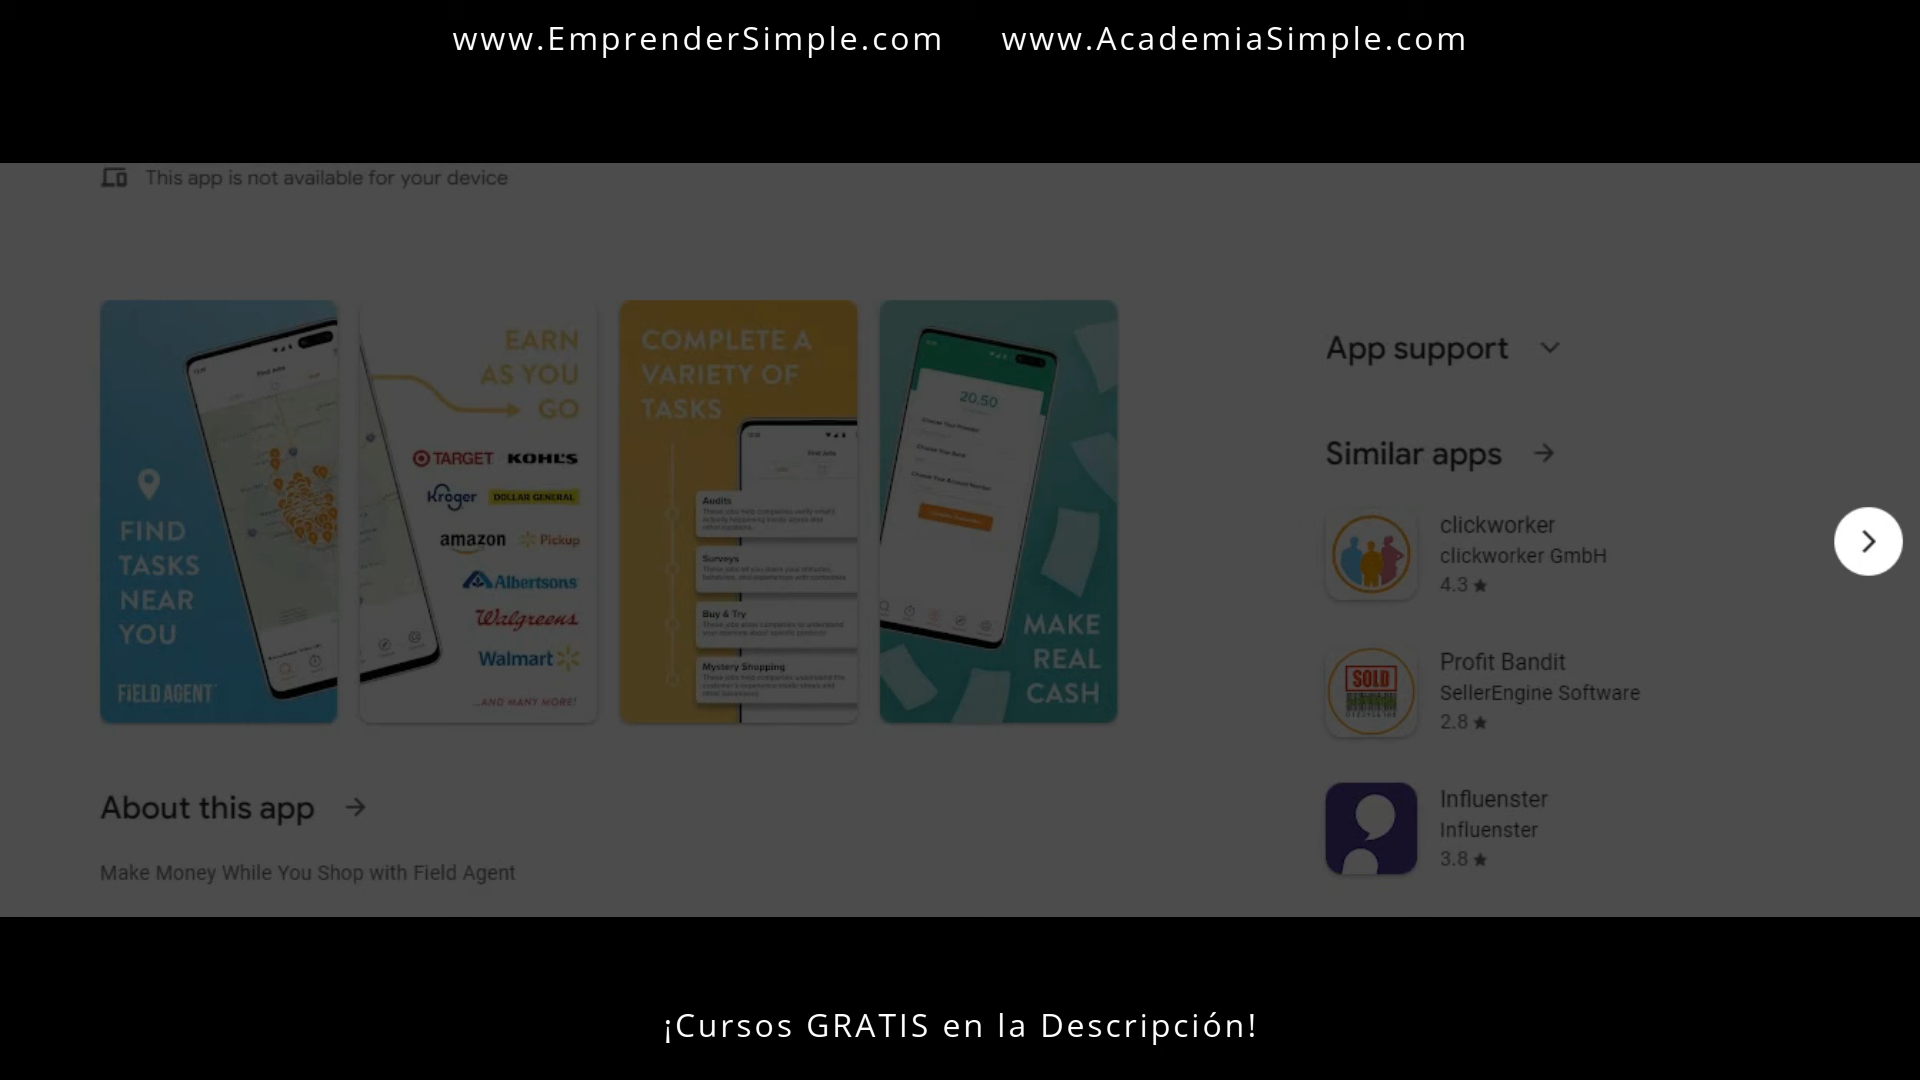 www.EmprenderSimple.com www.AcademiaSimple.com
This app is not available for your device
FIND
TASKS
NEAR
YOU
FiELD AGENT
EARN
AS YOU
GO
TARGET KOHL'S
Kroger DOLLAR GENERAL
amazon Pickup
Albertsons
Walgreens
Walmart
...AND MANY MORE!
COMPLETE A
VARIETY OF
TASKS
Find Jobs
Audits
Surveys
Buy & Try
Mystery Shopping
20.50
MAKE
REAL
CASH
App support
Similar apps
clickworker
clickworker GmbH
4.3 ★
SOLD
Profit Bandit
SellerEngine Software
2.8 ★
Influenster
Influenster
3.8 ★
About this app
Make Money While You Shop with Field Agent
¡Cursos GRATIS en la Descripción!